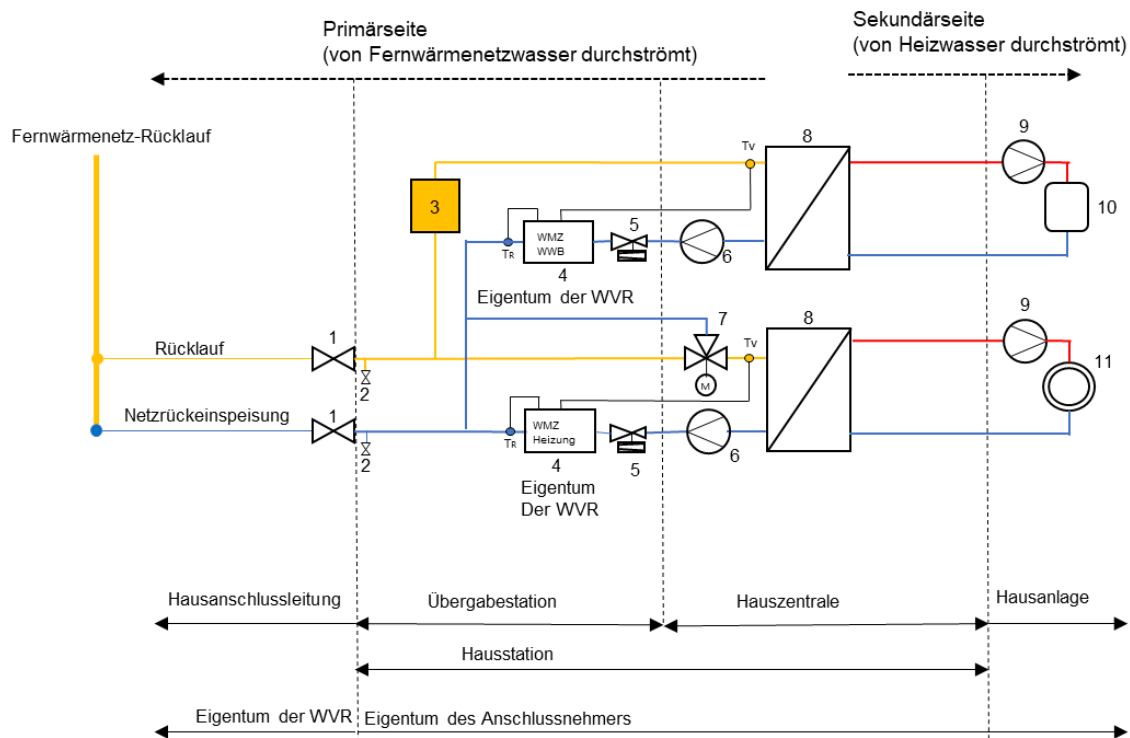 Primärseite
(von Fernwärmenetzwasser durchströmt)
Sekundärseite
(von Heizwasser durchströmt)
Fernwärmenetz-Rücklauf
Tv
8
9
3
5
10
WMZ
WWB
TR
4
6
Eigentum der WVR
7
8
9
1
Rücklauf
Tv
11
2
M
Netzrückeinspeisung
1
WMZ
Heizung
TR
2
4
5
6
Eigentum
Der WVR
Hausanschlussleitung
Übergabestation
Hauszentrale
Hausanlage
Hausstation
Eigentum der WVR
Eigentum des Anschlussnehmers